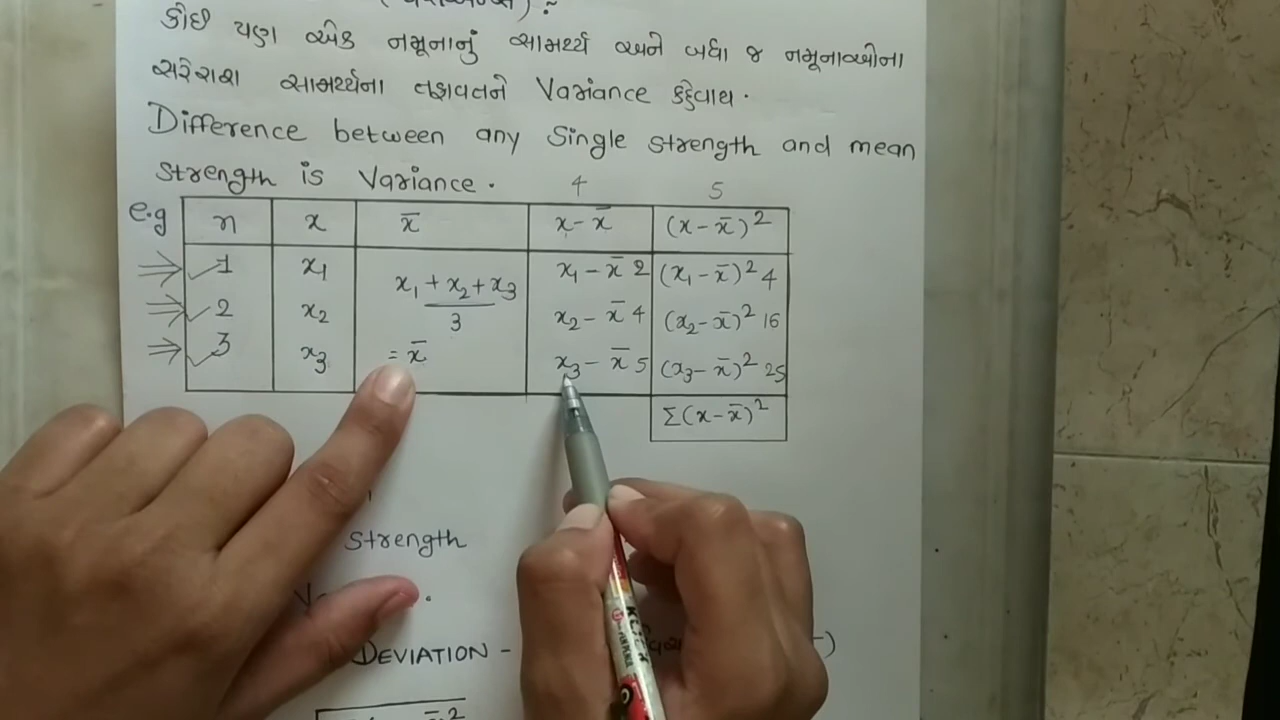 કોઈ પણ એક નમૂનાનું સામર્થ્ય અને બધા જ નમૂનાઓના
સરેરાશ સામર્થ્યના તફાવતને Variance કહેવાય.
Difference between any Single strength and mean
Strength is Variance.
4 5
e.g n x x̄ x-x̄ (x-x̄)²
1 x₁ x₁-x̄ 2 (x₁-x̄)² 4
x₁+x₂+x₃
2 x₂ 3 x₂-x̄ 4 (x₂-x̄)² 16
3 x₃ =x̄ x₃-x̄ 5 (x₃-x̄)² 25
Σ(x-x̄)²
Strength
DEVIATION -